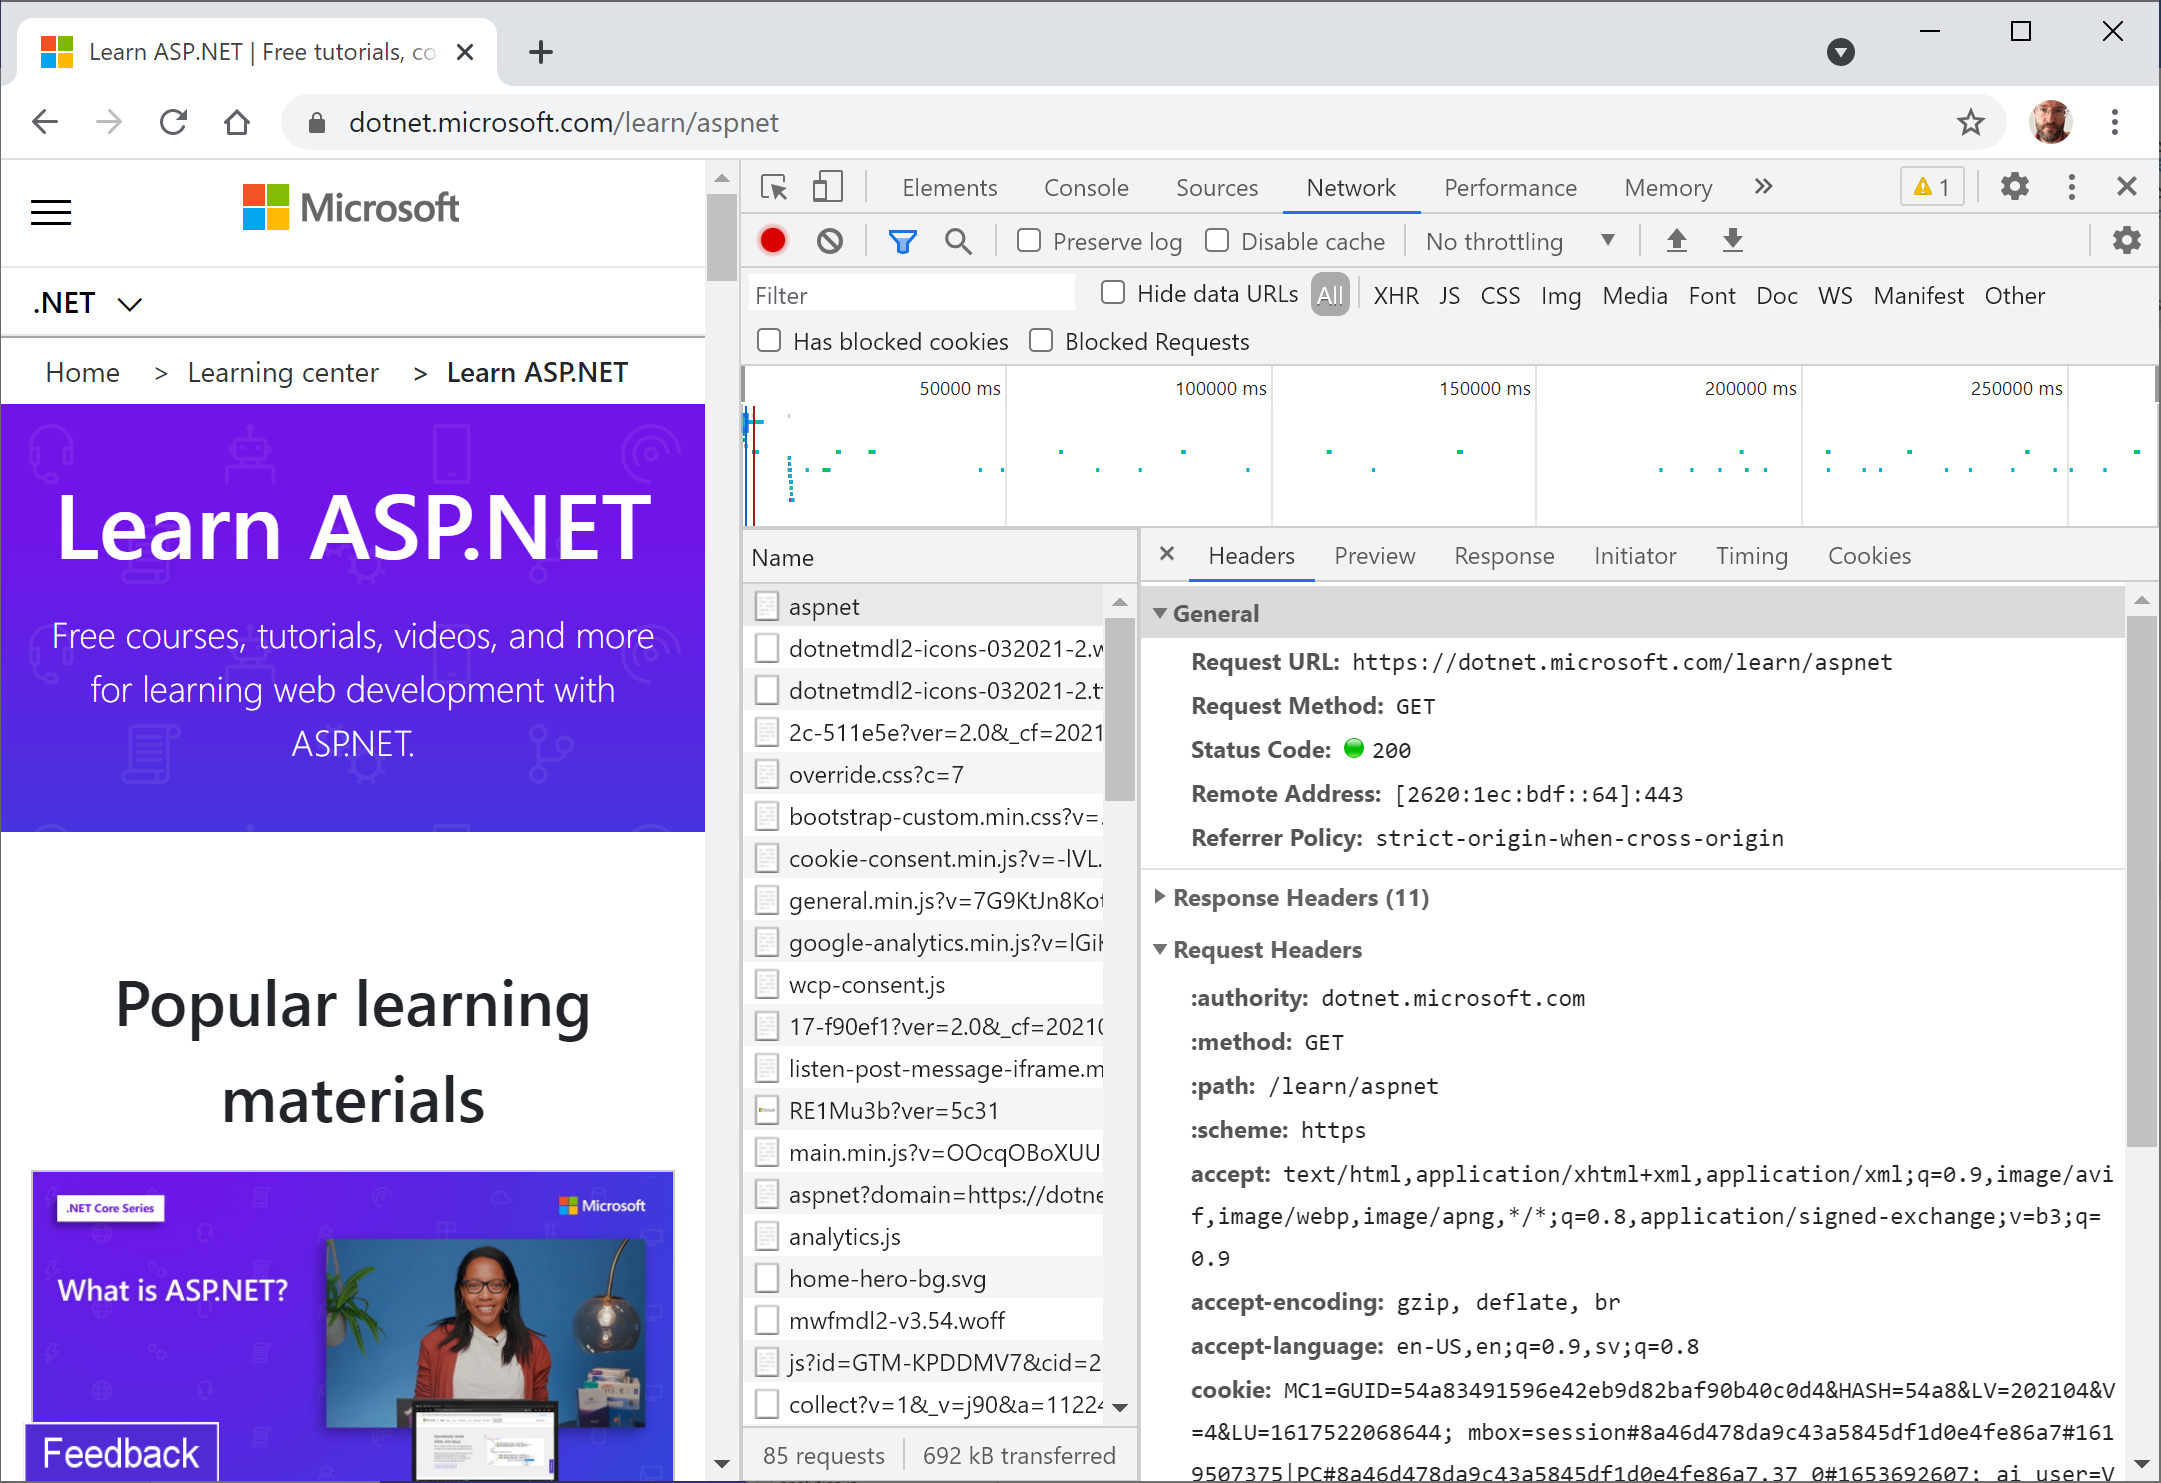 Learn ASP.NET | Free tutorials, co
dotnet.microsoft.com/learn/aspnet
Microsoft
.NET
Home > Learning center > Learn ASP.NET
Learn ASP.NET
Free courses, tutorials, videos, and more
for learning web development with
ASP.NET.
Popular learning
materials
.NET Core Series
Microsoft
What is ASP.NET?
Feedback
Elements Console Sources Network Performance Memory » 1
Preserve log Disable cache No throttling
Filter Hide data URLs All XHR JS CSS Img Media Font Doc WS Manifest Other
Has blocked cookies Blocked Requests
50000 ms 100000 ms 150000 ms 200000 ms 250000 ms
Name
aspnet
dotnetmdl2-icons-032021-2.w
dotnetmdl2-icons-032021-2.t
2c-511e5e?ver=2.0&_cf=2021
override.css?c=7
bootstrap-custom.min.css?v=.
cookie-consent.min.js?v=-lVL.
general.min.js?v=7G9KtJn8Kot
google-analytics.min.js?v=lGiK
wcp-consent.js
17-f90ef1?ver=2.0&_cf=20210
listen-post-message-iframe.m
RE1Mu3b?ver=5c31
main.min.js?v=OOcqOBoXUU
aspnet?domain=https://dotne
analytics.js
home-hero-bg.svg
mwfmdl2-v3.54.woff
js?id=GTM-KPDDMV7&cid=2
collect?v=1&_v=j90&a=11224
85 requests 692 kB transferred
Headers Preview Response Initiator Timing Cookies
General
Request URL: https://dotnet.microsoft.com/learn/aspnet
Request Method: GET
Status Code: 200
Remote Address: [2620:1ec:bdf::64]:443
Referrer Policy: strict-origin-when-cross-origin
Response Headers (11)
Request Headers
:authority: dotnet.microsoft.com
:method: GET
:path: /learn/aspnet
:scheme: https
accept: text/html,application/xhtml+xml,application/xml;q=0.9,image/avi
f,image/webp,image/apng,*/*;q=0.8,application/signed-exchange;v=b3;q=
0.9
accept-encoding: gzip, deflate, br
accept-language: en-US,en;q=0.9,sv;q=0.8
cookie: MC1=GUID=54a83491596e42eb9d82baf90b40c0d4&HASH=54a8&LV=202104&V
=4&LU=1617522068644; mbox=session#8a46d478da9c43a5845df1d0e4fe86a7#161
9507375|PC#8a46d478da9c43a5845df1d0e4fe86a7.37_0#1653692607; ai_user=V